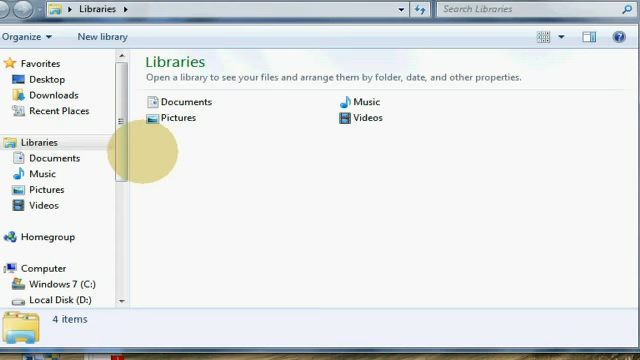 Libraries
Search Libraries
Organize
New library
Favorites
Desktop
Downloads
Recent Places
Libraries
Documents
Music
Pictures
Videos
Homegroup
Computer
Windows 7 (C:)
Local Disk (D:)
Libraries
Open a library to see your files and arrange them by folder, date, and other properties.
Documents
Music
Pictures
Videos
4 items